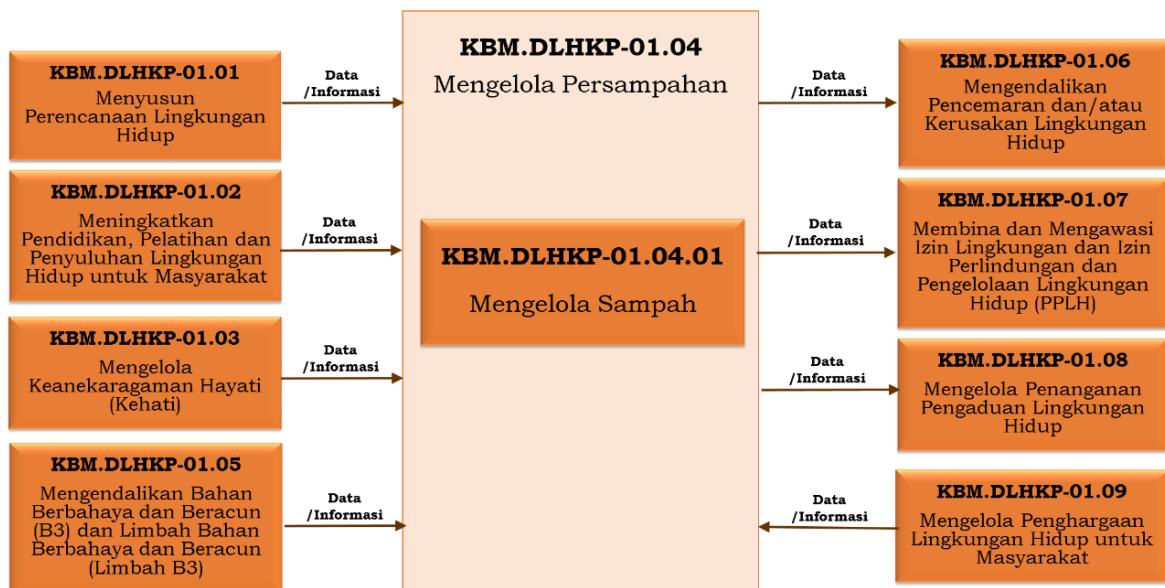 KBM.DLHKP-01.01
Menyusun
Perencanaan Lingkungan
Hidup
Data
/Informasi
KBM.DLHKP-01.02
Meningkatkan
Pendidikan, Pelatihan dan
Penyuluhan Lingkungan
Hidup untuk Masyarakat
Data
/Informasi
KBM.DLHKP-01.03
Mengelola
Keanekaragaman Hayati
(Kehati)
Data
/Informasi
KBM.DLHKP-01.05
Mengendalikan Bahan
Berbahaya dan Beracun
(B3) dan Limbah Bahan
Berbahaya dan Beracun
(Limbah B3)
Data
/Informasi
KBM.DLHKP-01.04
Mengelola Persampahan
KBM.DLHKP-01.04.01
Mengelola Sampah
Data
/Informasi
KBM.DLHKP-01.06
Mengendalikan
Pencemaran dan/atau
Kerusakan Lingkungan
Hidup
Data
/Informasi
KBM.DLHKP-01.07
Membina dan Mengawasi
Izin Lingkungan dan Izin
Perlindungan dan
Pengelolaan Lingkungan
Hidup (PPLH)
Data
/Informasi
KBM.DLHKP-01.08
Mengelola Penanganan
Pengaduan Lingkungan
Hidup
Data
/Informasi
KBM.DLHKP-01.09
Mengelola Penghargaan
Lingkungan Hidup untuk
Masyarakat